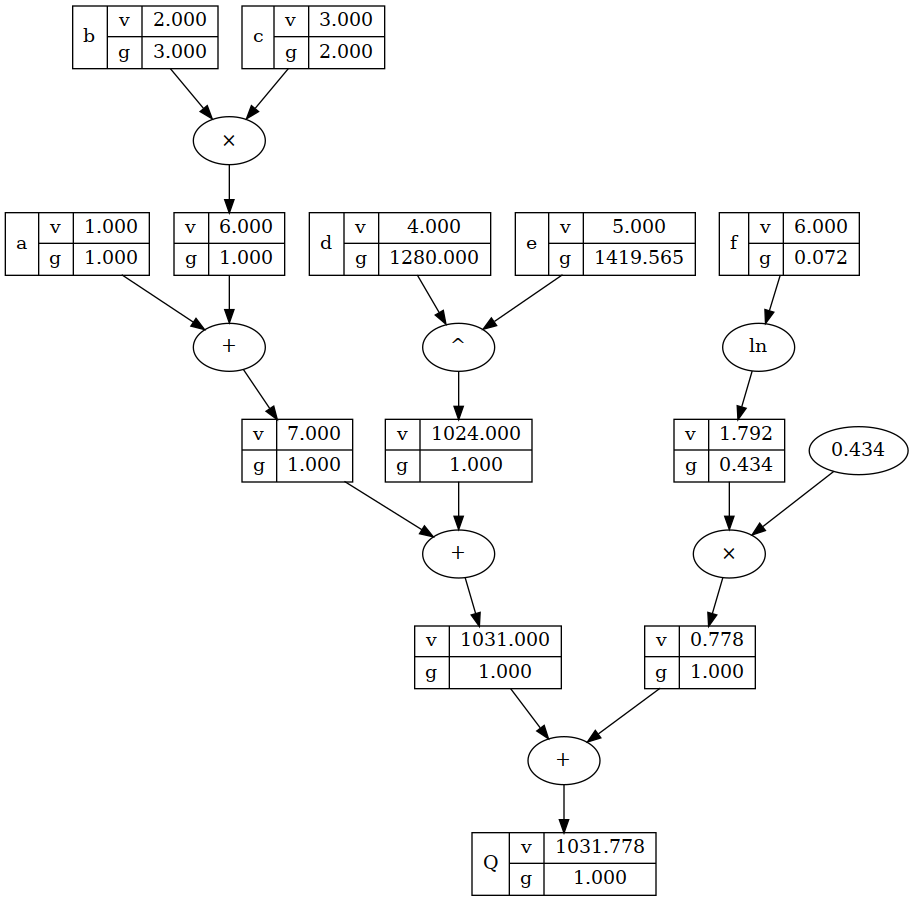 b v 2.000 g 3.000
c v 3.000 g 2.000
×
a v 1.000 g 1.000
v 6.000 g 1.000
d v 4.000 g 1280.000
e v 5.000 g 1419.565
f v 6.000 g 0.072
+
^
ln
v 7.000 g 1.000
v 1024.000 g 1.000
v 1.792 g 0.434
0.434
+
×
v 1031.000 g 1.000
v 0.778 g 1.000
+
Q v 1031.778 g 1.000